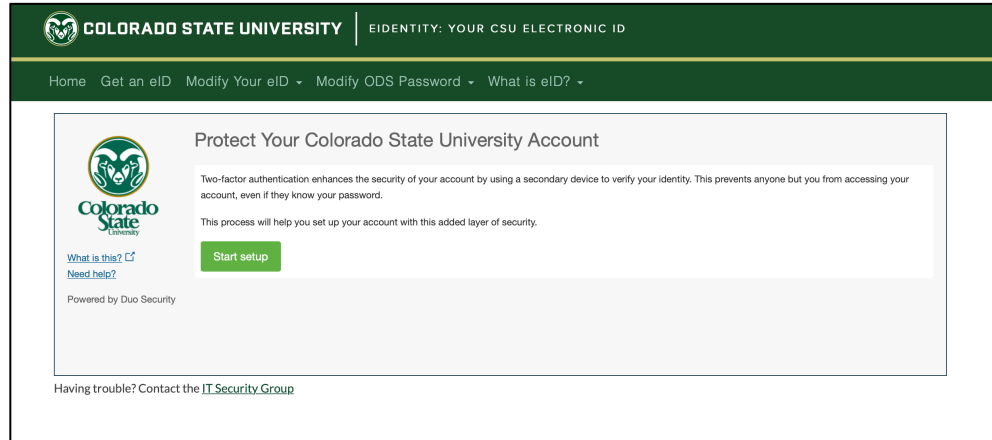 COLORADO STATE UNIVERSITY EIDENTITY: YOUR CSU ELECTRONIC ID
Home Get an eID Modify Your eID Modify ODS Password What is eID?
Protect Your Colorado State University Account
Two-factor authentication enhances the security of your account by using a secondary device to verify your identity. This prevents anyone but you from accessing your
account, even if they know your password.
This process will help you set up your account with this added layer of security.
Start setup
Colorado
State
University
What is this?
Need help?
Powered by Duo Security
Having trouble? Contact the IT Security Group